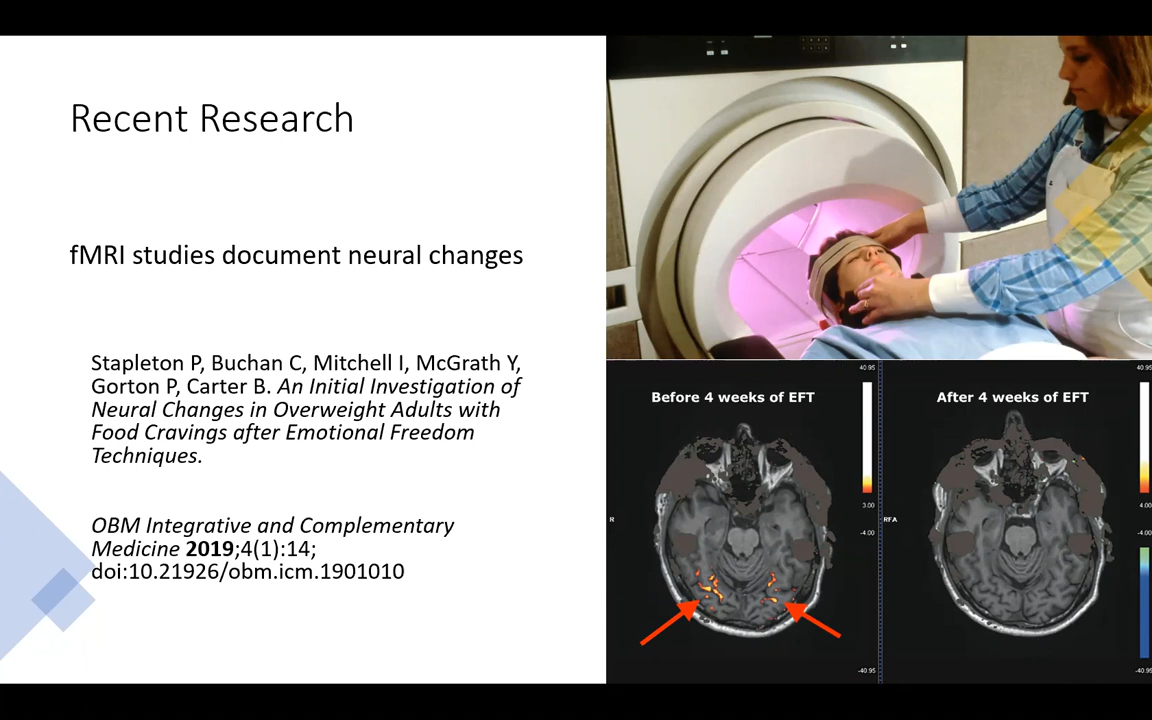 Recent Research
fMRI studies document neural changes
Stapleton P, Buchan C, Mitchell I, McGrath Y,
Gorton P, Carter B. An Initial Investigation of
Neural Changes in Overweight Adults with
Food Cravings after Emotional Freedom
Techniques.
OBM Integrative and Complementary
Medicine 2019;4(1):14;
doi:10.21926/obm.icm.1901010
40.95
40.95
Before 4 weeks of EFT
After 4 weeks of EFT
3.00
4.00
R
RFA
-4.00
-4.00
-40.95
-40.95